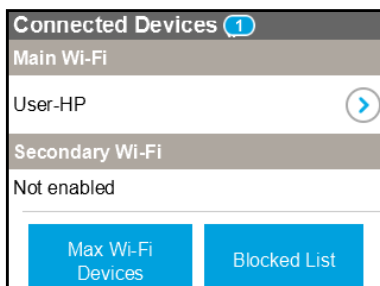 Connected Devices 1
Main Wi-Fi
User-HP
Secondary Wi-Fi
Not enabled
Max Wi-Fi
Devices
Blocked List